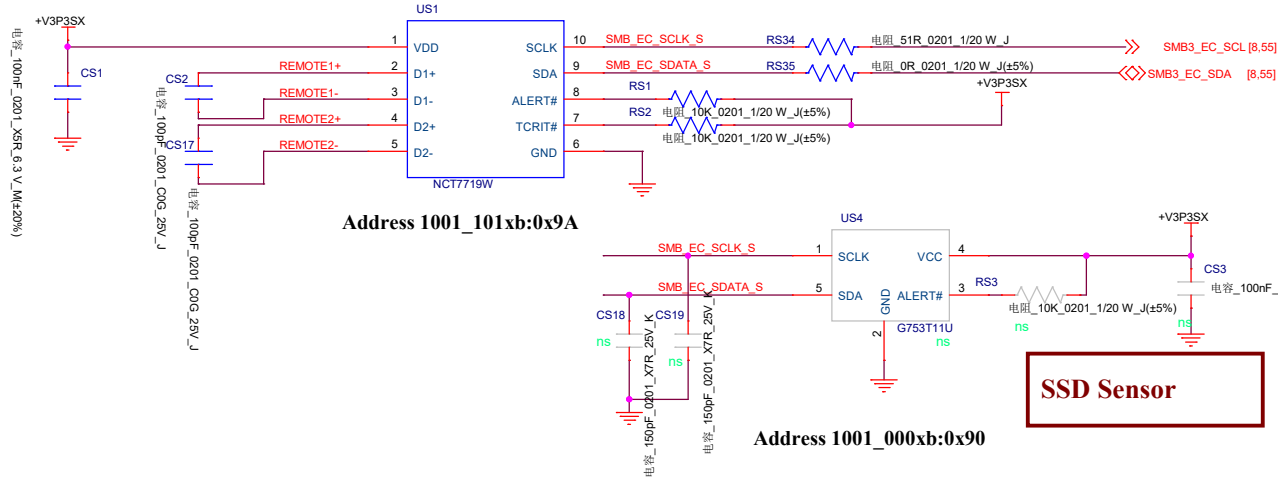 +V3P3SX
电容_100nF_0201_X5R_6.3 V_M(±20%)
CS1
US1
1
VDD
SCLK
10
SMB_EC_SCLK_S
RS34
电阻_51R_0201_1/20 W_J
SMB3_EC_SCL [8,55]
CS2
REMOTE1+
2
D1+
SDA
9
SMB_EC_SDATA_S
RS35
电阻_0R_0201_1/20 W_J(±5%)
SMB3_EC_SDA [8,55]
REMOTE1-
3
D1-
ALERT#
8
RS1
电阻_10K_0201_1/20 W_J(±5%)
+V3P3SX
REMOTE2+
4
D2+
TCRIT#
7
RS2
电阻_10K_0201_1/20 W_J(±5%)
CS17
REMOTE2-
5
D2-
GND
6
NCT7719W
电容_100pF_0201_C0G_25V_J
电容_100pF_0201_C0G_25V_J
Address 1001_101xb:0x9A
US4
+V3P3SX
SMB_EC_SCLK_S
1
SCLK
VCC
4
CS3
电容_100nF_
SMB_EC_SDATA_S
5
SDA
GND
ALERT#
3
RS3
电阻_10K_0201_1/20 W_J(±5%)
2
G753T11U
CS18
CS19
ns
ns
ns
ns
ns
电容_150pF_0201_X7R_25V_K
电容_150pF_0201_X7R_25V_K
SSD Sensor
Address 1001_000xb:0x90